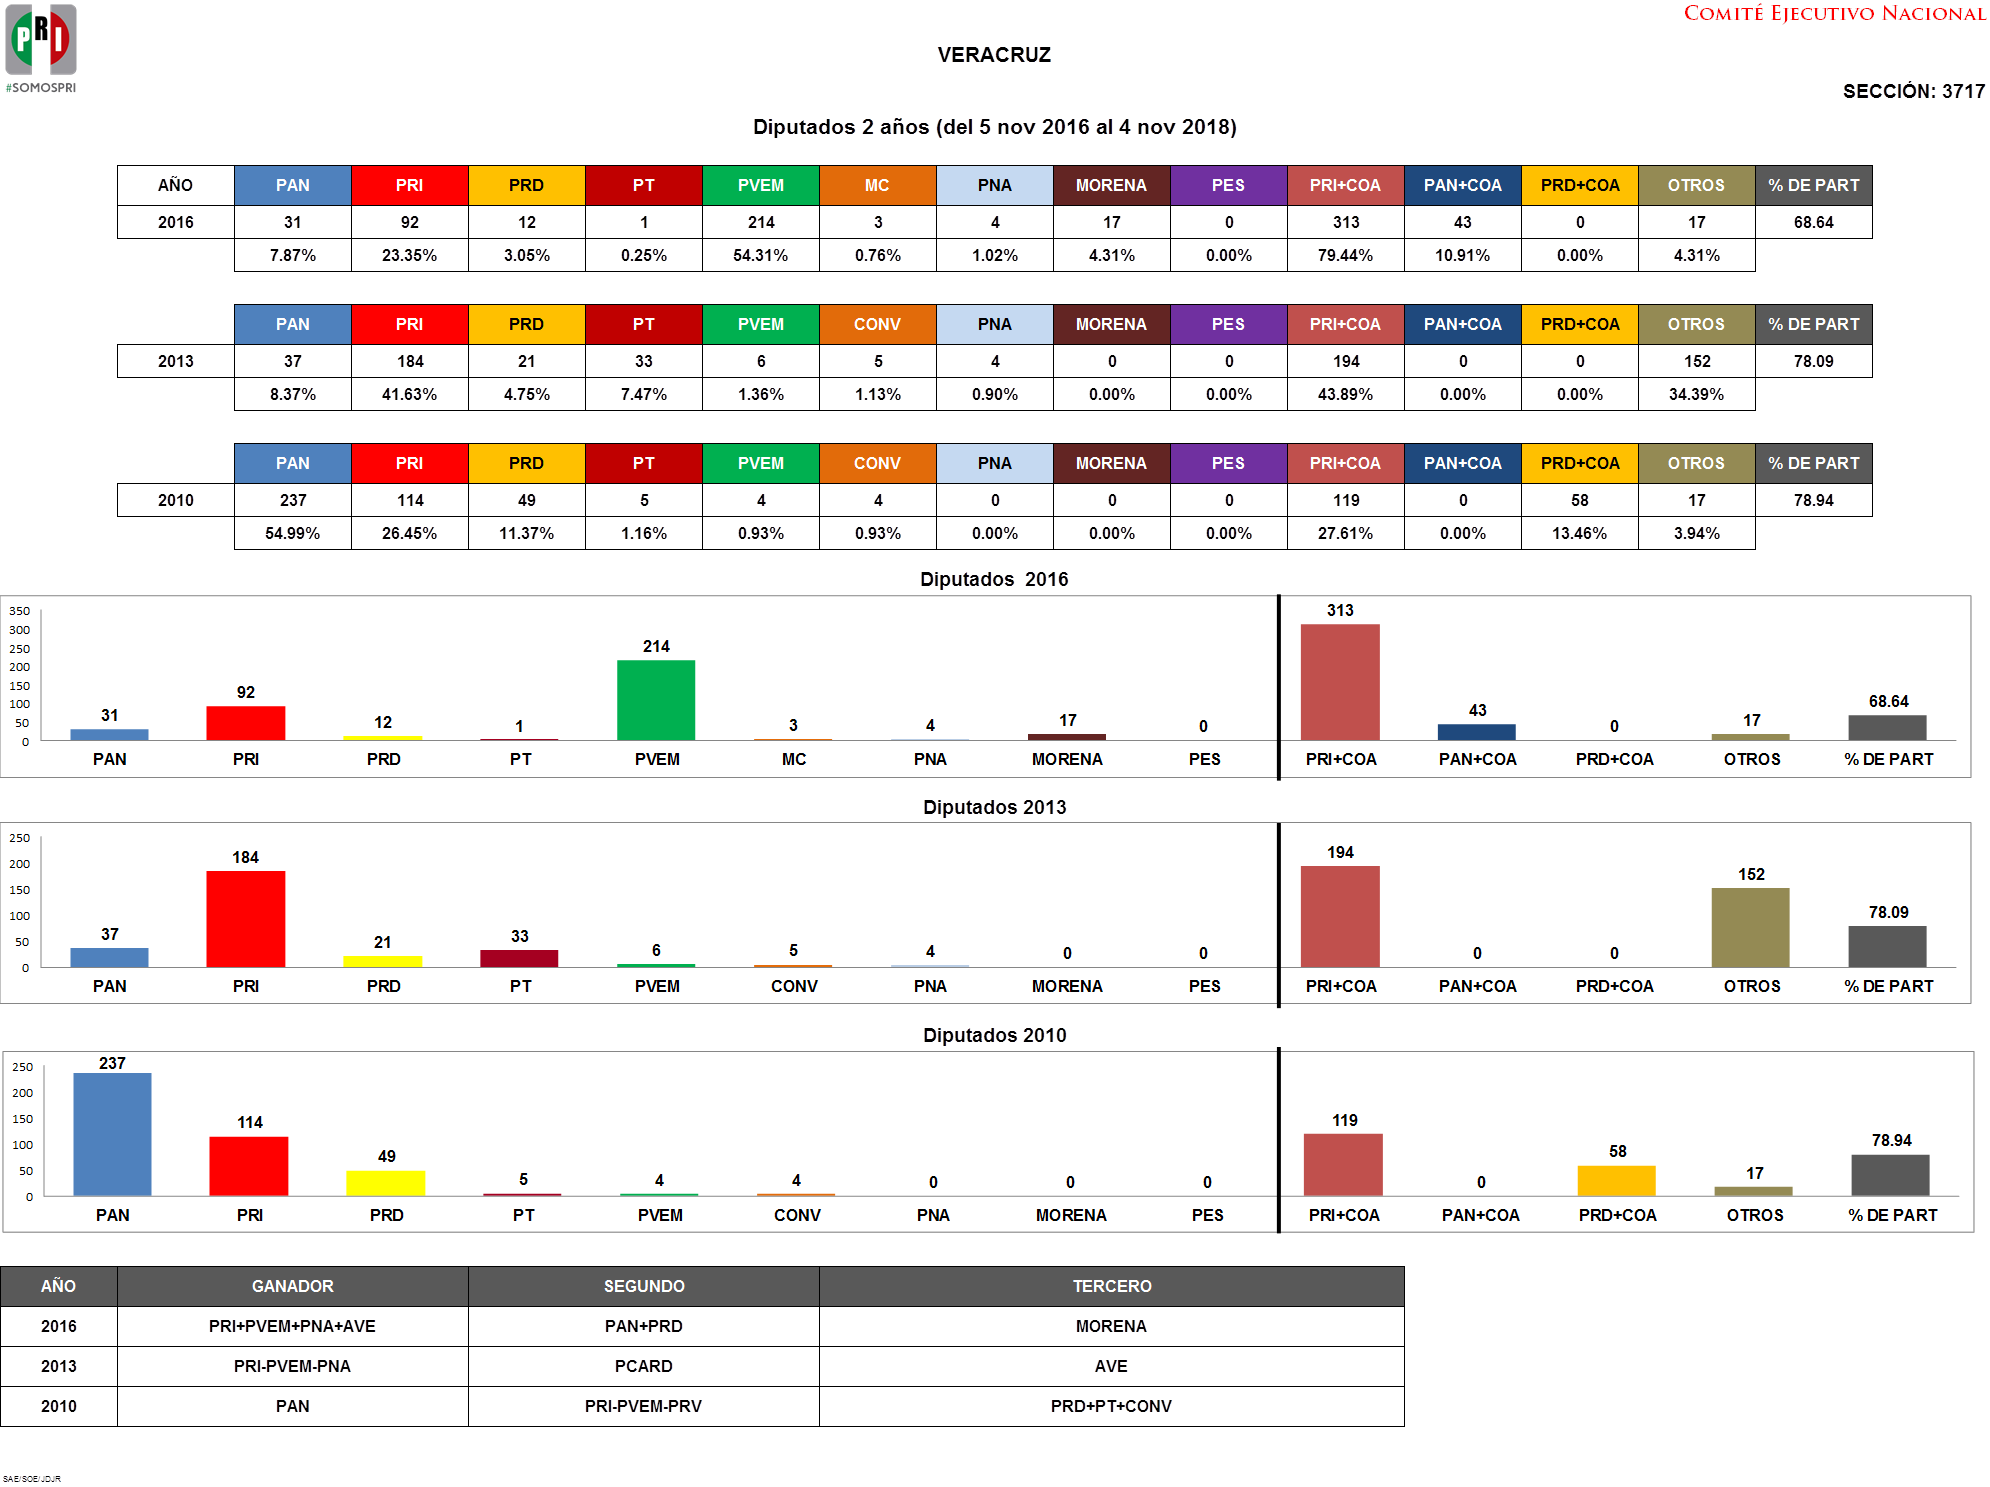 PRI
#SOMOSPRI
COMITÉ EJECUTIVO NACIONAL
VERACRUZ
SECCIÓN: 3717
Diputados 2 años (del 5 nov 2016 al 4 nov 2018)
AÑO PAN PRI PRD PT PVEM MC PNA MORENA PES PRI+COA PAN+COA PRD+COA OTROS % DE PART
2016 31 92 12 1 214 3 4 17 0 313 43 0 17 68.64
7.87% 23.35% 3.05% 0.25% 54.31% 0.76% 1.02% 4.31% 0.00% 79.44% 10.91% 0.00% 4.31%
PAN PRI PRD PT PVEM CONV PNA MORENA PES PRI+COA PAN+COA PRD+COA OTROS % DE PART
2013 37 184 21 33 6 5 4 0 0 194 0 0 152 78.09
8.37% 41.63% 4.75% 7.47% 1.36% 1.13% 0.90% 0.00% 0.00% 43.89% 0.00% 0.00% 34.39%
PAN PRI PRD PT PVEM CONV PNA MORENA PES PRI+COA PAN+COA PRD+COA OTROS % DE PART
2010 237 114 49 5 4 4 0 0 0 119 0 58 17 78.94
54.99% 26.45% 11.37% 1.16% 0.93% 0.93% 0.00% 0.00% 0.00% 27.61% 0.00% 13.46% 3.94%
Diputados 2016
350
300
250
200
150
100
50
0
31 92 12 1 214 3 4 17 0 313 43 0 17 68.64
PAN PRI PRD PT PVEM MC PNA MORENA PES PRI+COA PAN+COA PRD+COA OTROS % DE PART
Diputados 2013
250
200
150
100
50
0
37 184 21 33 6 5 4 0 0 194 0 0 152 78.09
PAN PRI PRD PT PVEM CONV PNA MORENA PES PRI+COA PAN+COA PRD+COA OTROS % DE PART
Diputados 2010
250
200
150
100
50
0
237 114 49 5 4 4 0 0 0 119 0 58 17 78.94
PAN PRI PRD PT PVEM CONV PNA MORENA PES PRI+COA PAN+COA PRD+COA OTROS % DE PART
AÑO GANADOR SEGUNDO TERCERO
2016 PRI+PVEM+PNA+AVE PAN+PRD MORENA
2013 PRI-PVEM-PNA PCARD AVE
2010 PAN PRI-PVEM-PRV PRD+PT+CONV
SAE/SOE/JDJR